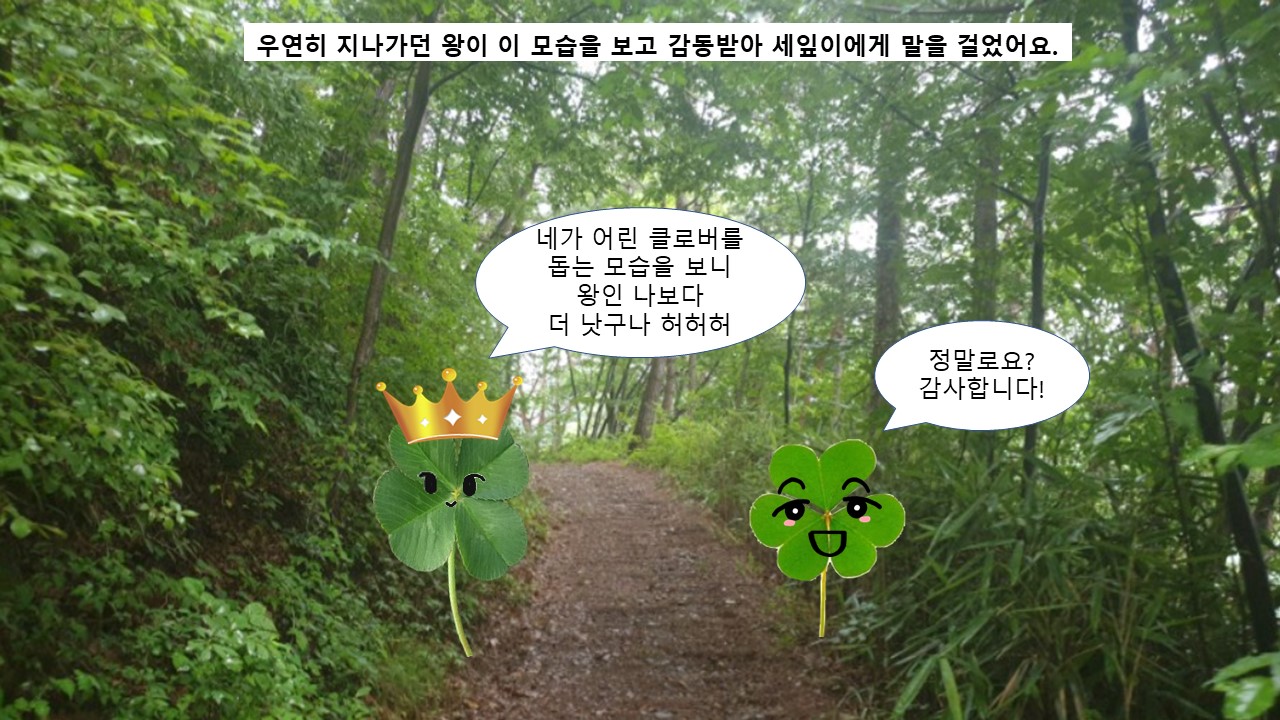 우연히 지나가던 왕이 이 모습을 보고 감동받아 세잎이에게 말을 걸었어요.
네가 어린 클로버를
돕는 모습을 보니
왕인 나보다
더 낫구나 허허허
정말로요?
감사합니다!